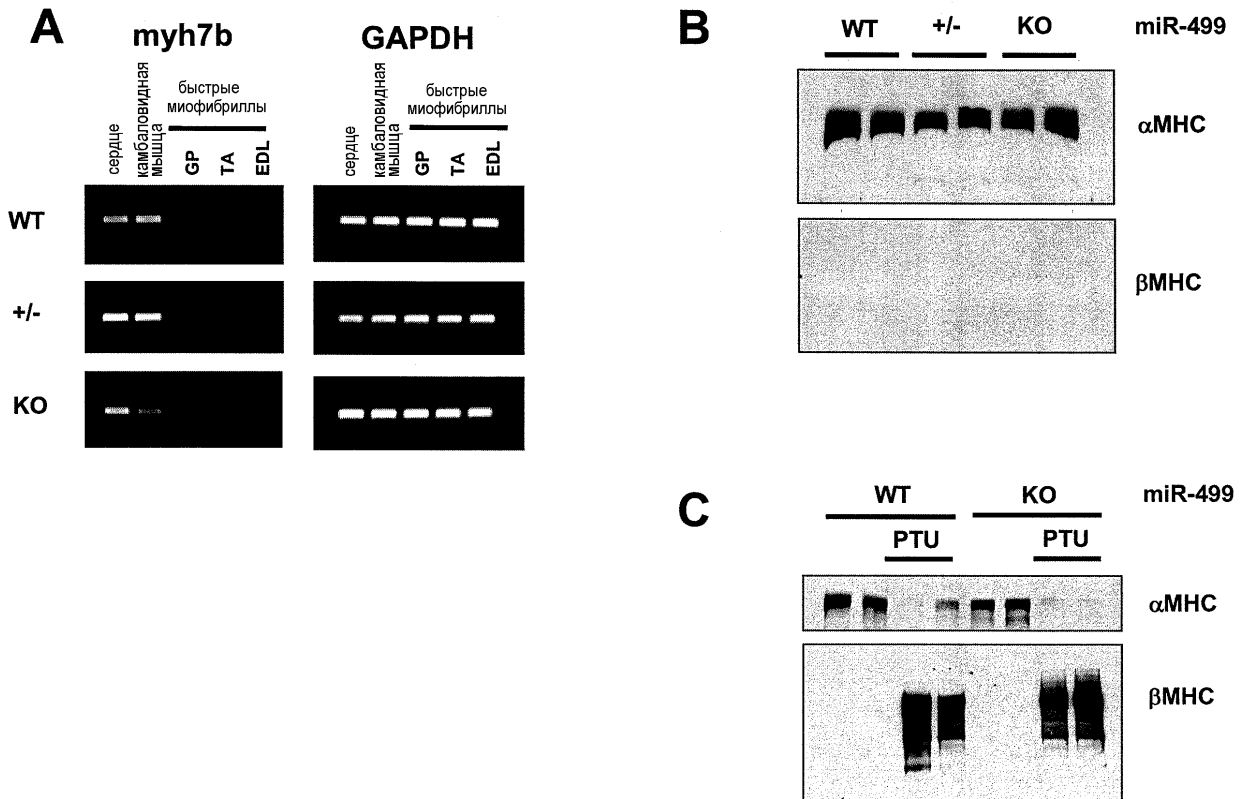 A
myh7b
GAPDH
сердце
камбаловидная
мышца
быстрые
миофибриллы
GP
TA
EDL
сердце
камбаловидная
мышца
быстрые
миофибриллы
GP
TA
EDL
WT
+/-
KO
B
WT +/- KO miR-499
αMHC
βMHC
C
WT KO miR-499
PTU PTU
αMHC
βMHC